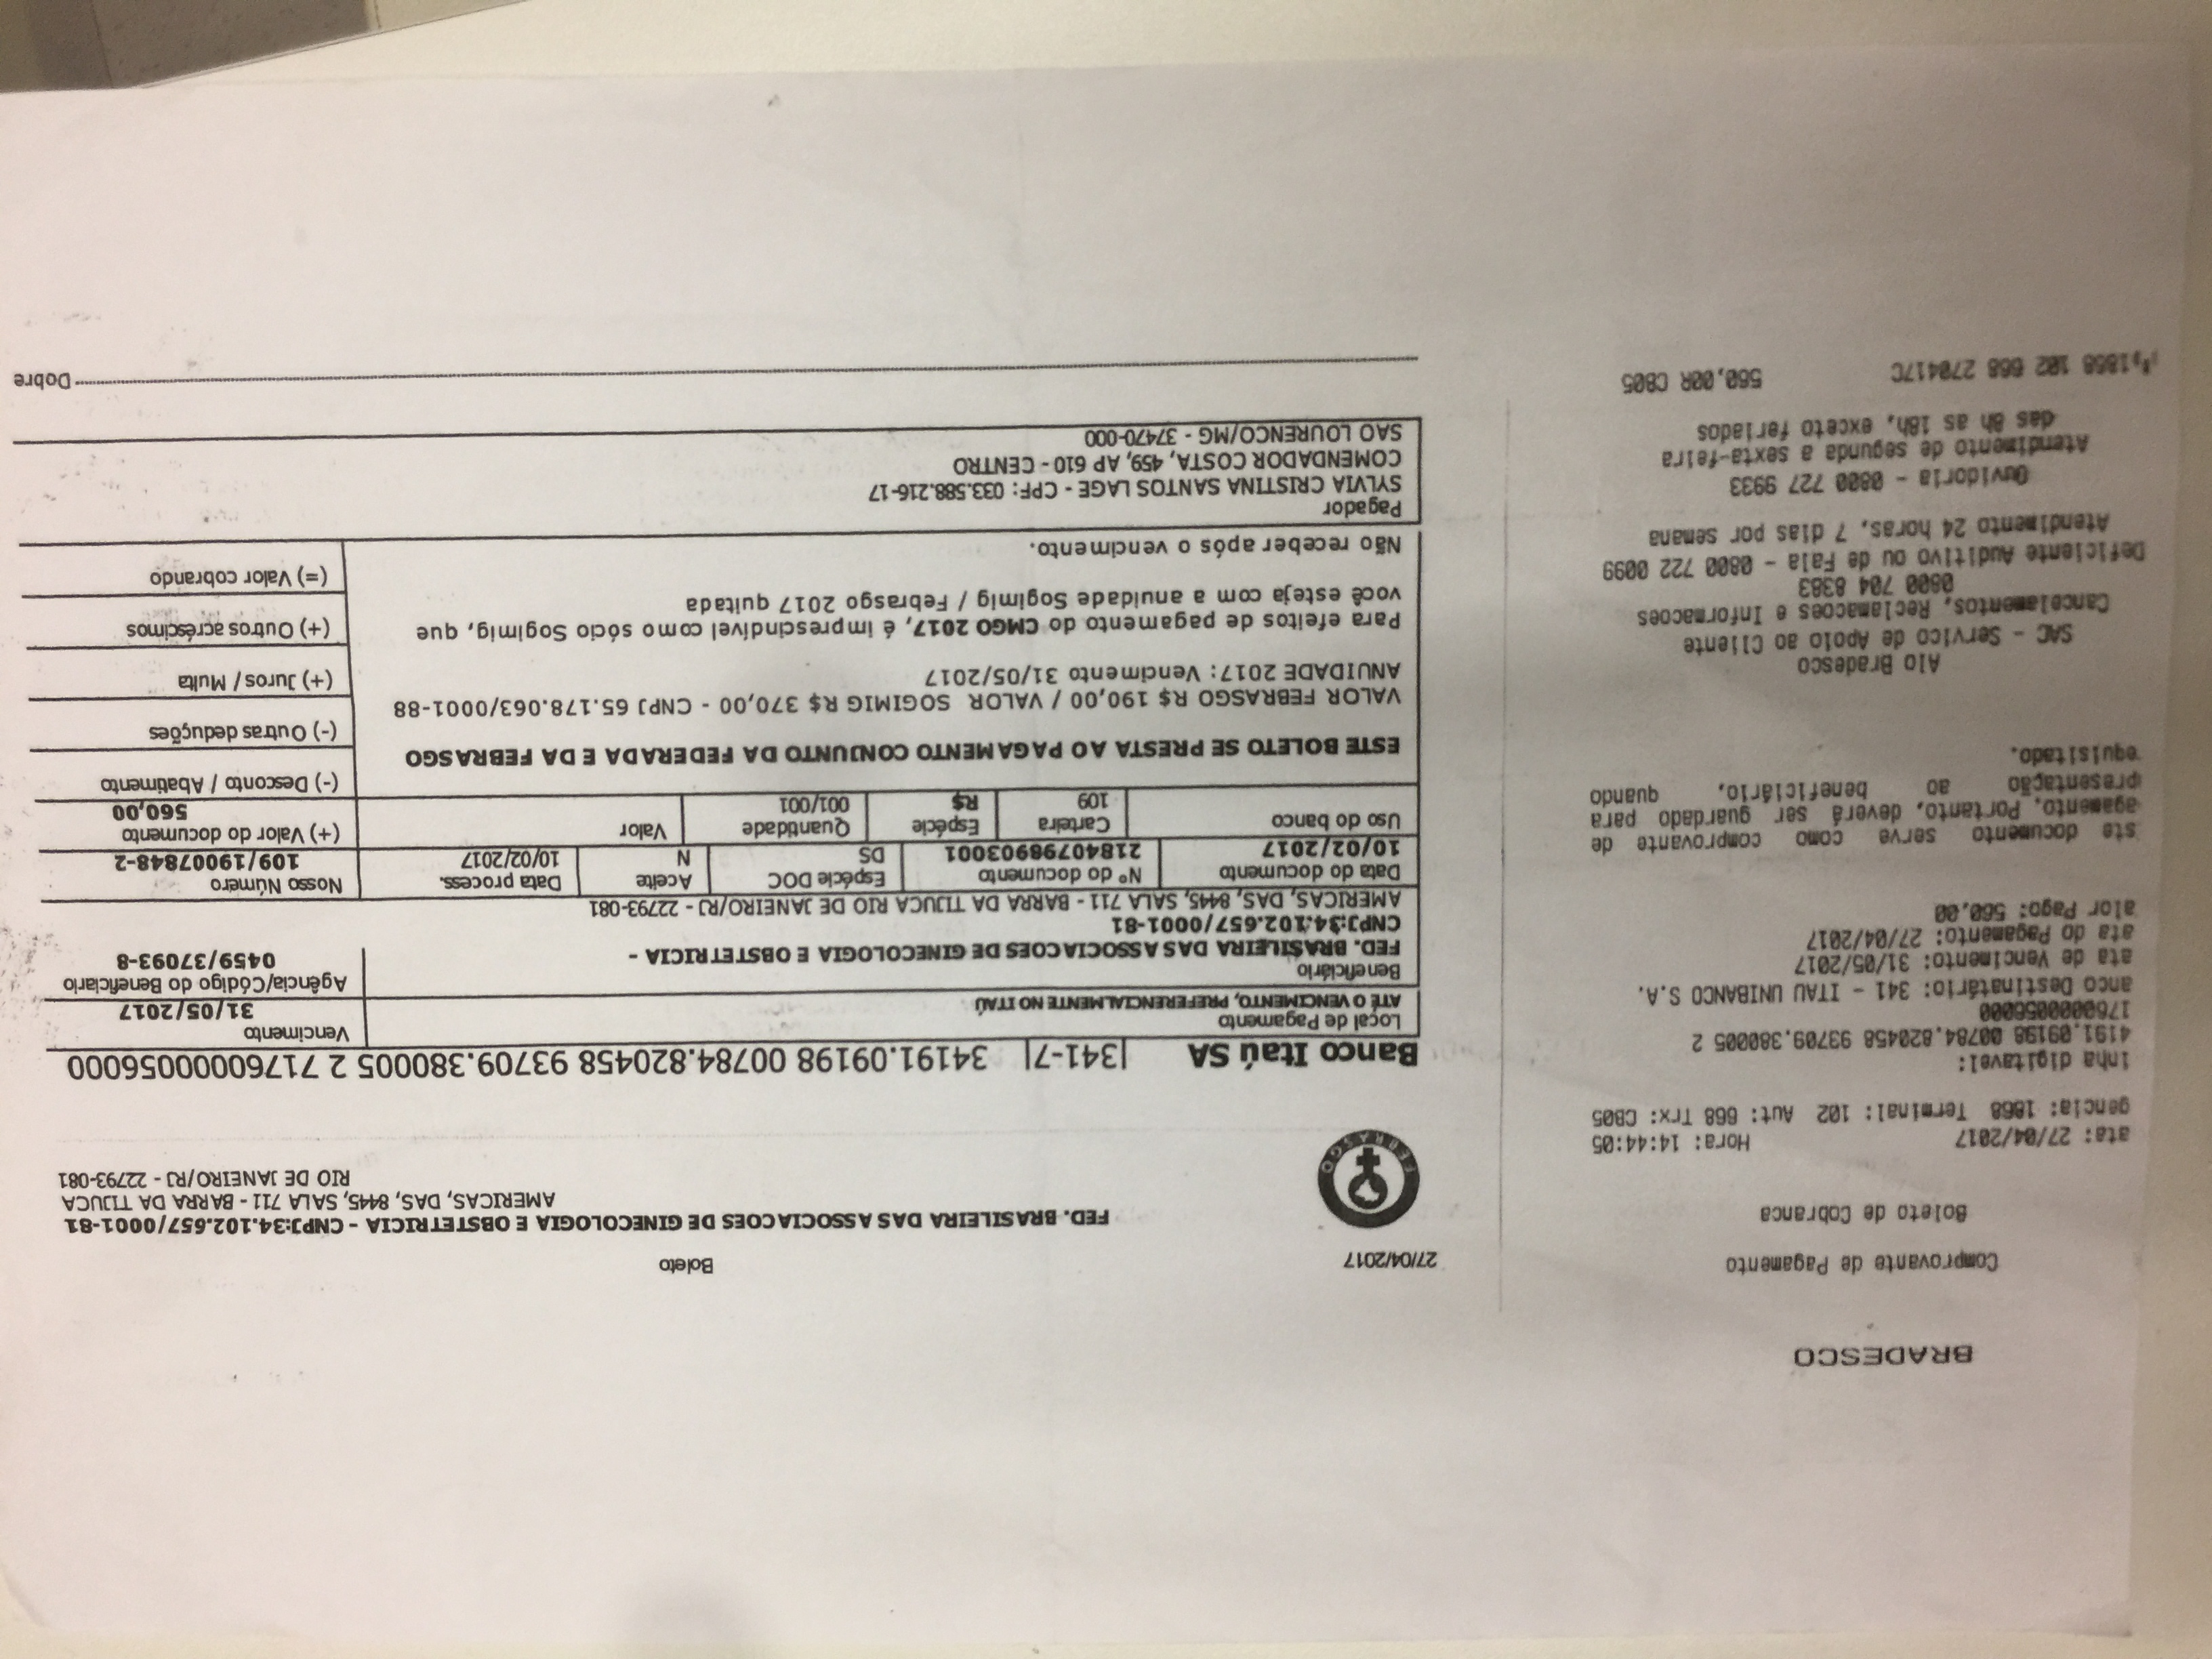 BRADESCO
Comprovante de Pagamento
Boleto de Cobranca
ata: 27/04/2017 Hora: 14:44:05
gencia: 1868 Terminal: 102 Aut: 668 Trx: CB05
inha digitavel:
4191.09198 00784.820458 93709.380005 2
1760000056000
anco Destinatário: 341 - ITAU UNIBANCO S.A.
ata de Vencimento: 31/05/2017
ata do Pagamento: 27/04/2017
alor Pago: 560,00
ste documento serve como comprovante de
agamento. Portanto, deverá ser guardado para
presentação ao beneficiário, quando
equisitado.
Alo Bradesco
SAC - Servico de Apoio ao Cliente
Cancelamentos, Reclamacoes e Informacoes
0800 704 8383
Deficiente Auditivo ou de Fala - 0800 722 0099
Atendimento 24 horas, 7 dias por semana
Ouvidoria - 0800 727 9933
Atendimento de segunda a sexta-feira
das 8h as 18h, exceto feriados
1868 102 668 270417C 560,00R CB05
27/04/2017 Boleto
FEBRASGO
FED. BRASILEIRA DAS ASSOCIACOES DE GINECOLOGIA E OBSTETRICIA - CNPJ:34.102.657/0001-81
AMERICAS, DAS, 8445, SALA 711 - BARRA DA TIJUCA
RIO DE JANEIRO/RJ - 22793-081
Banco Itaú SA |341-7| 34191.09198 00784.820458 93709.380005 2 71760000056000
Local de Pagamento
ATÉ O VENCIMENTO, PREFERENCIALMENTE NO ITAÚ
Vencimento
31/05/2017
Beneficiário
FED. BRASILEIRA DAS ASSOCIACOES DE GINECOLOGIA E OBSTETRICIA -
CNPJ:34.102.657/0001-81
AMERICAS, DAS, 8445, SALA 711 - BARRA DA TIJUCA RIO DE JANEIRO/RJ - 22793-081
Agência/Código do Beneficiario
0459/37093-8
Data do documento Nº do documento Espécie DOC Aceite Data process. Nosso Número
10/02/2017 2184079890­3001 DS N 10/02/2017 109/19007848-2
Uso do banco Carteira Espécie Quantidade Valor (+) Valor do documento
109 R$ 001/001 560,00
ESTE BOLETO SE PRESTA AO PAGAMENTO CONJUNTO DA FEDERADA E DA FEBRASGO
VALOR FEBRASGO R$ 190,00 / VALOR SOGIMIG R$ 370,00 - CNPJ 65.178.063/0001-88
ANUIDADE 2017: Vencimento 31/05/2017
Para efeitos de pagamento do CMGO 2017, é imprescindível como sócio Sogimig, que
você esteja com a anuidade Sogimig / Febrasgo 2017 quitada
Não receber após o vencimento.
(-) Desconto / Abatimento
(-) Outras deduções
(+) Juros / Multa
(+) Outros acréscimos
(=) Valor cobrando
Pagador
SYLVIA CRISTINA SANTOS LAGE - CPF: 033.588.216-17
COMENDADOR COSTA, 459, AP 610 - CENTRO
SAO LOURENCO/MG - 37470-000
Dobre